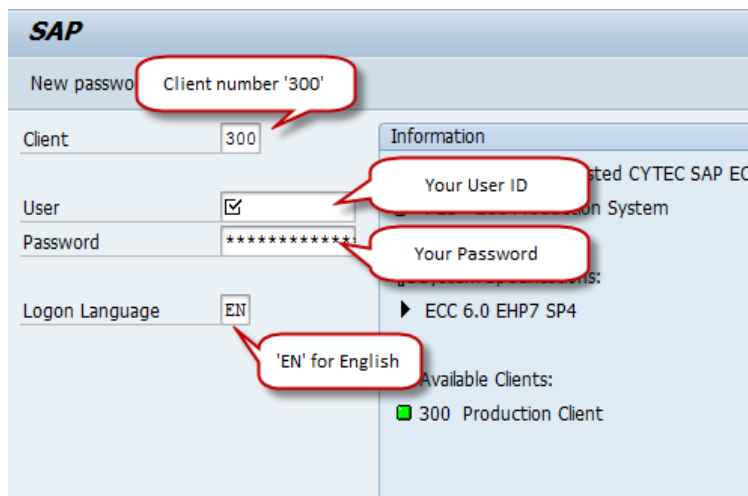 SAP
New passwo
Client number '300'
Client 300
Information
sted CYTEC SAP EC
Your User ID
User
ion System
Password *************
Your Password
ECC 6.0 EHP7 SP4
Logon Language EN
'EN' for English
Available Clients:
300 Production Client